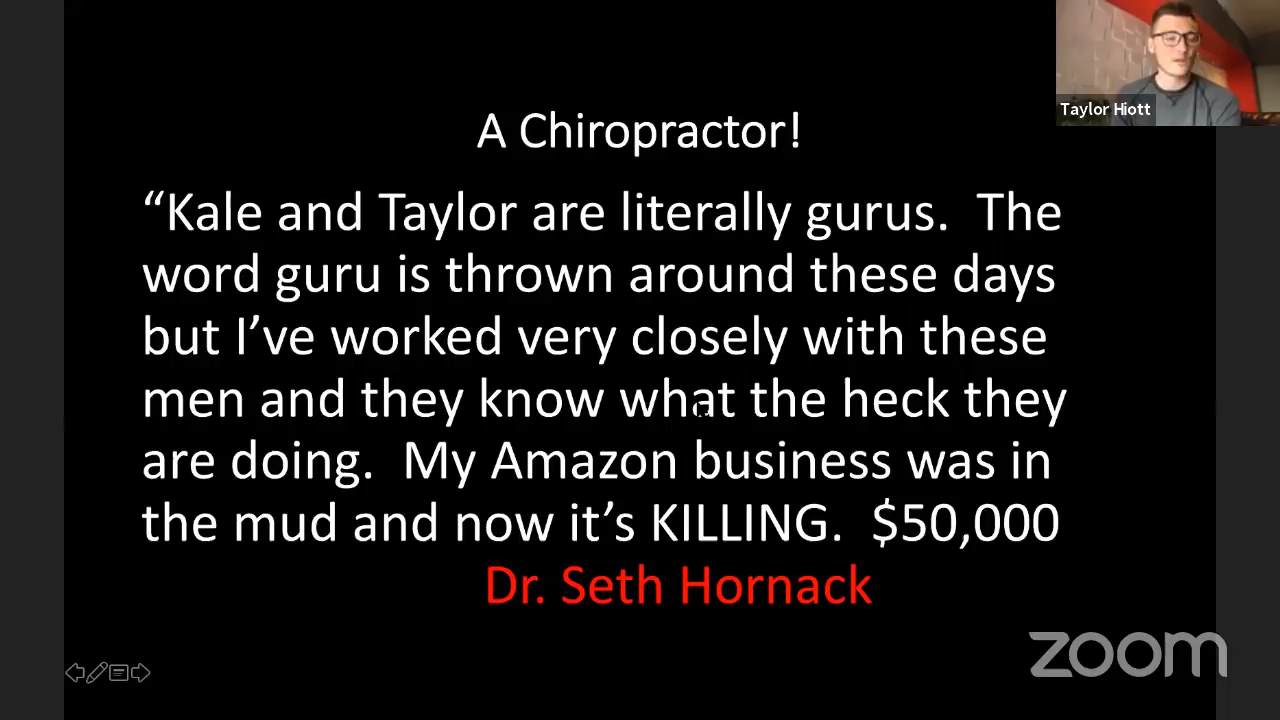 Taylor Hiott
A Chiropractor!
“Kale and Taylor are literally gurus.  The
word guru is thrown around these days
but I’ve worked very closely with these
men and they know what the heck they
are doing.  My Amazon business was in
the mud and now it’s KILLING.  $50,000
Dr. Seth Hornack
zoom